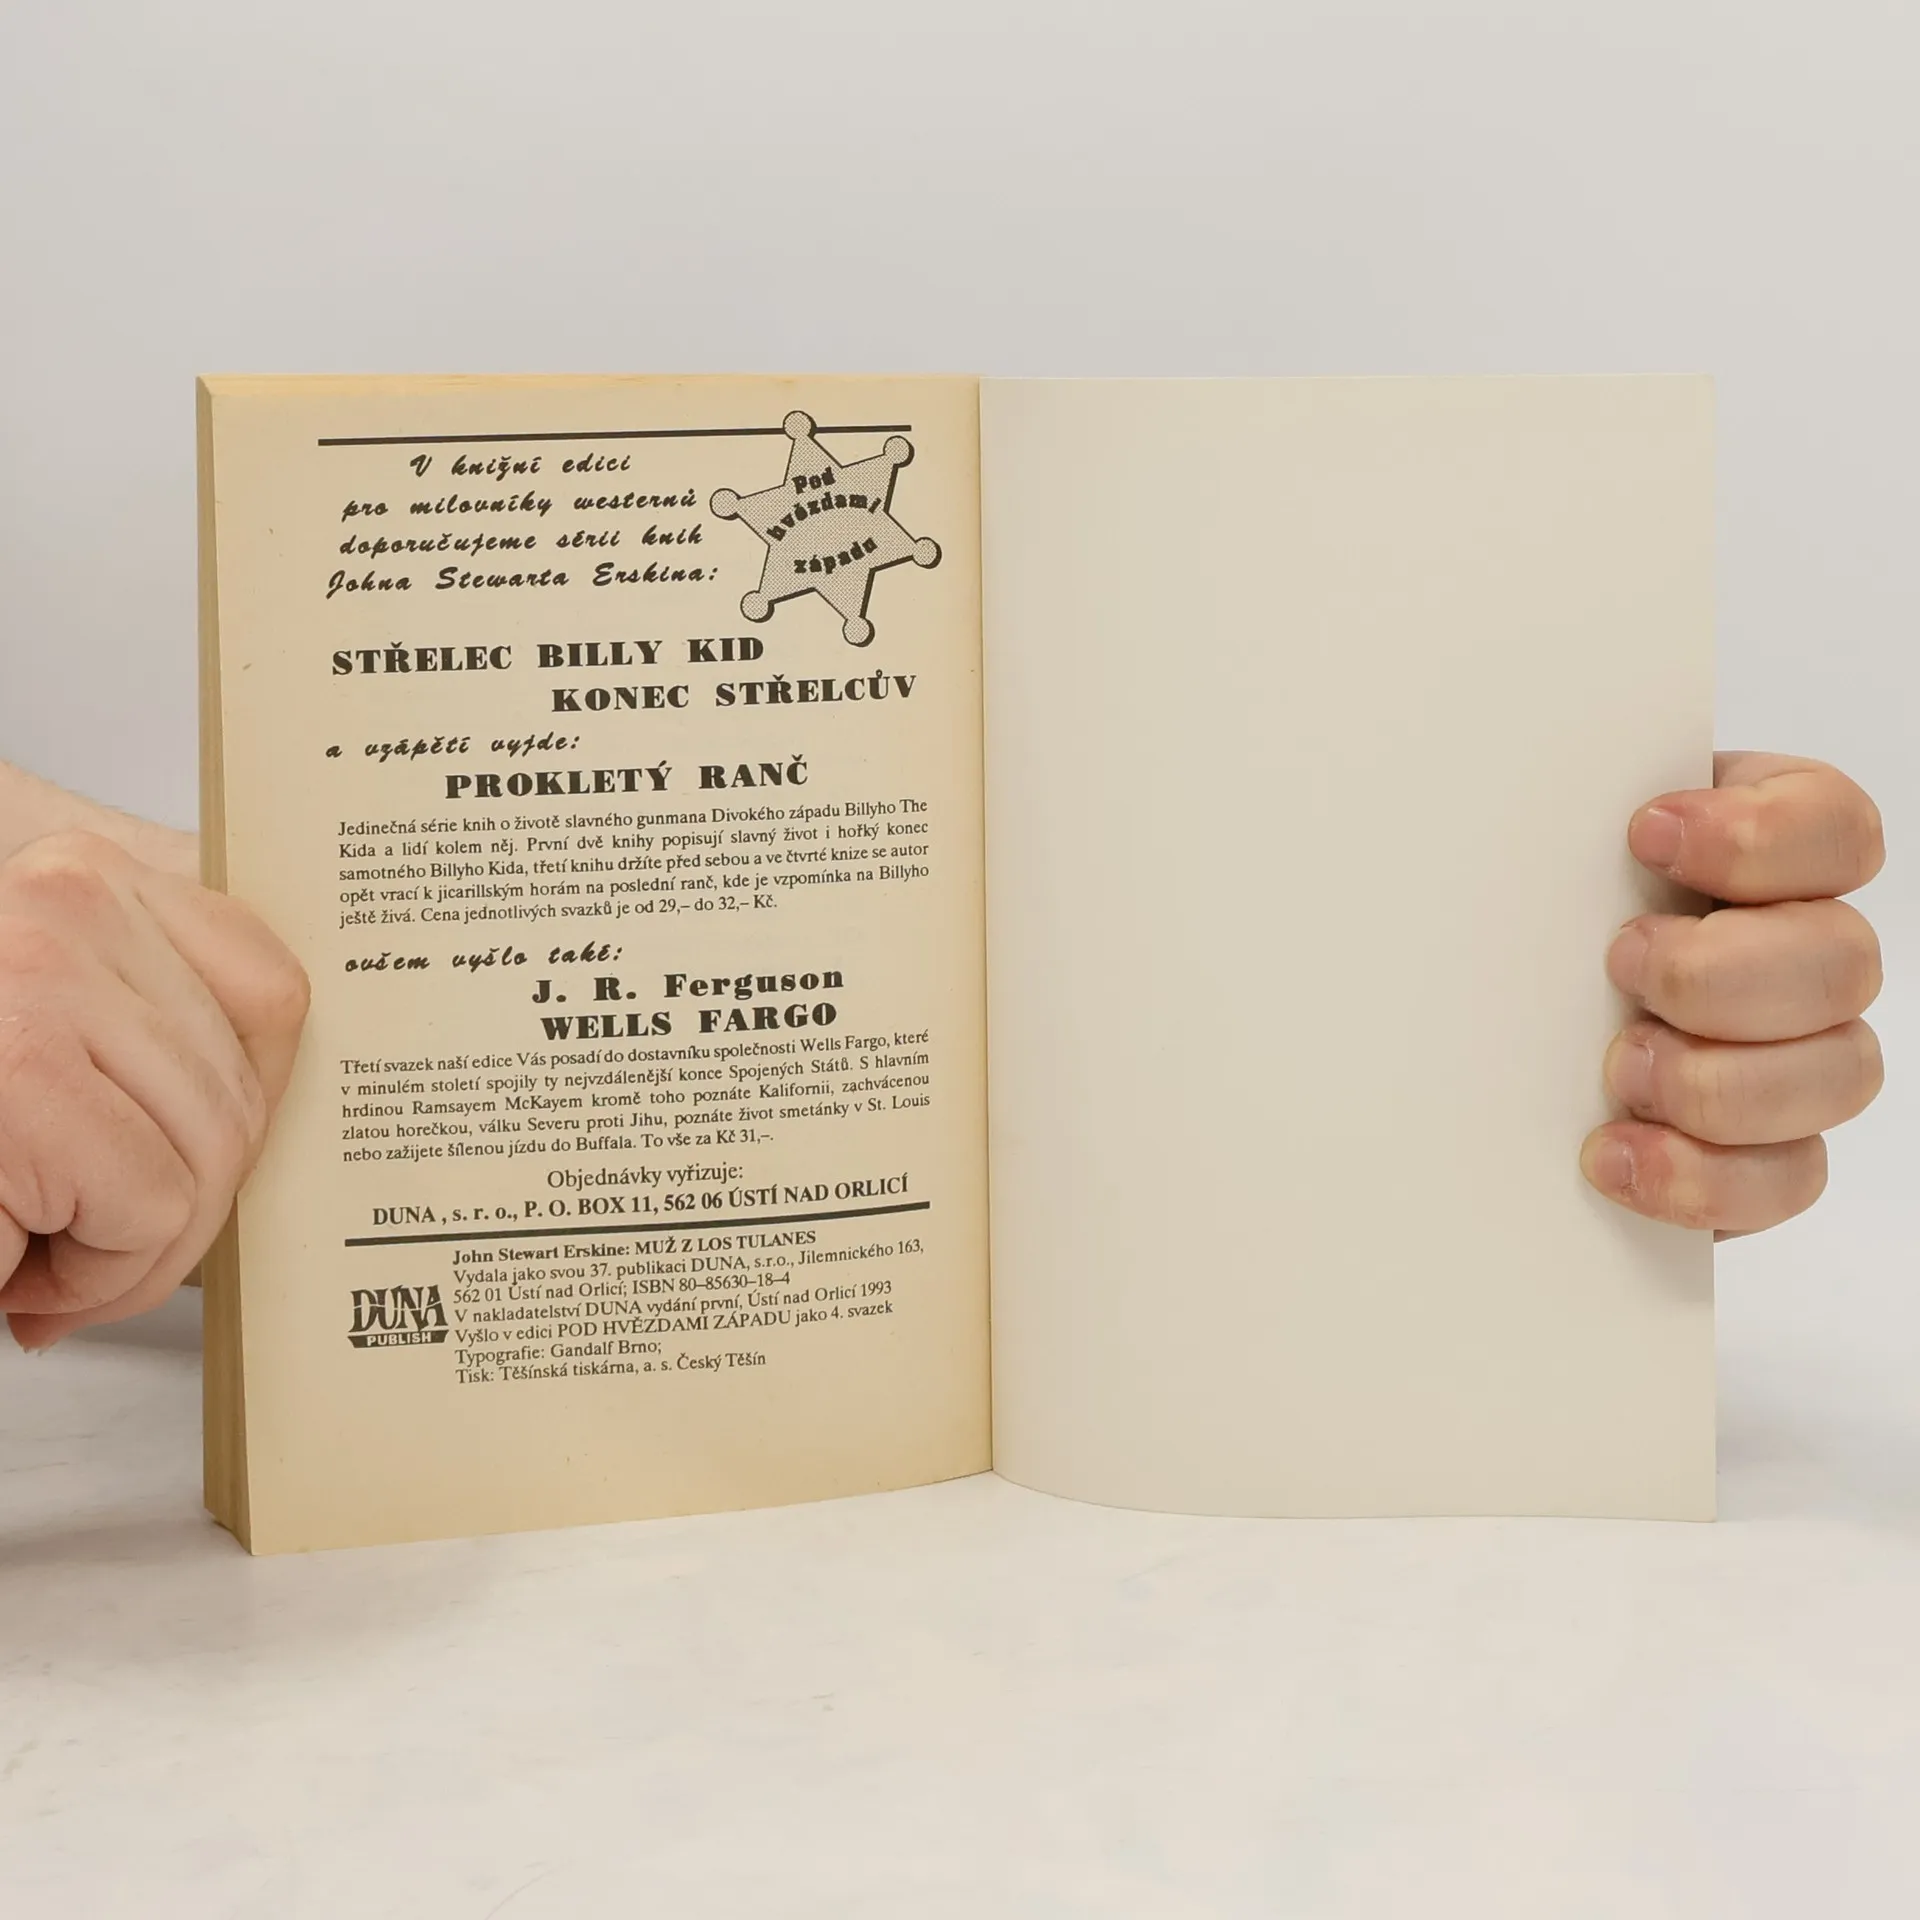 V knižní edici
pro milovníky westernů
doporučujeme sérii knih
Johna Stewarta Erskina:
Pod
hvězdami
západu
STŘELEC BILLY KID
KONEC STŘELCŮV
a vzápětí vyjde:
PROKLETÝ RANČ
Jedinečná série knih o životě slavného gunmana Divokého západu Billyho The
Kida a lidí kolem něj. První dvě knihy popisují slavný život i hořký konec
samotného Billyho Kida, třetí knihu držíte před sebou a ve čtvrté knize se autor
opět vrací k jicarillským horám na poslední ranč, kde je vzpomínka na Billyho
ještě živá. Cena jednotlivých svazků je od 29,– do 32,– Kč.
ovšem vyšlo také:
J. R. Ferguson
WELLS FARGO
Třetí svazek naší edice Vás posadí do dostavníku společnosti Wells Fargo, které
v minulém století spojily ty nejvzdálenější konce Spojených Států. S hlavním
hrdinou Ramsayem McKayem kromě toho poznáte Kalifornii, zachvácenou
zlatou horečkou, válku Severu proti Jihu, poznáte život smetánky v St. Louis
nebo zažijete šílenou jízdu do Buffala. To vše za Kč 31,–.
Objednávky vyřizuje:
DUNA , s. r. o., P. O. BOX 11, 562 06 ÚSTÍ NAD ORLICÍ
DUNA
PUBLISH
John Stewart Erskine: MUŽ Z LOS TULANES
Vydala jako svou 37. publikaci DUNA, s.r.o., Jilemnického 163,
562 01 Ústí nad Orlicí; ISBN 80–85630–18–4
V nakladatelství DUNA vydání první, Ústí nad Orlicí 1993
Vyšlo v edici POD HVĚZDAMI ZÁPADU jako 4. svazek
Typografie: Gandalf Brno;
Tisk: Těšínská tiskárna, a. s. Český Těšín